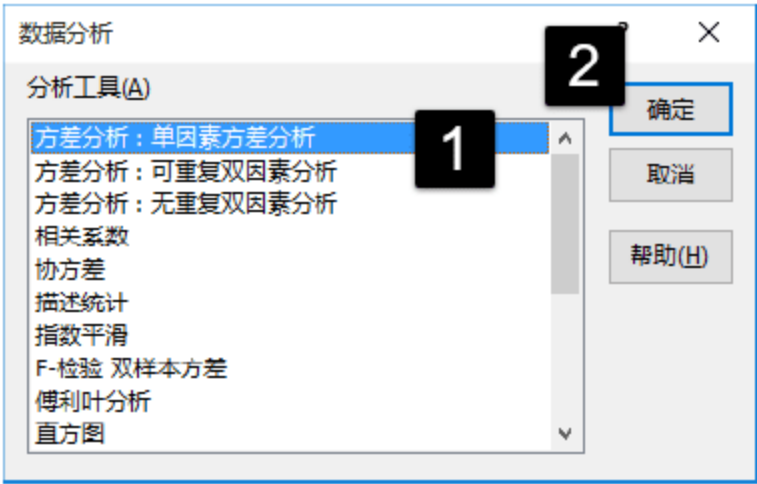 数据分析
?
2
分析工具(A)
确定
方差分析：单因素方差分析
1
方差分析：可重复双因素分析
取消
方差分析：无重复双因素分析
相关系数
帮助(H)
协方差
描述统计
指数平滑
F-检验 双样本方差
傅利叶分析
直方图